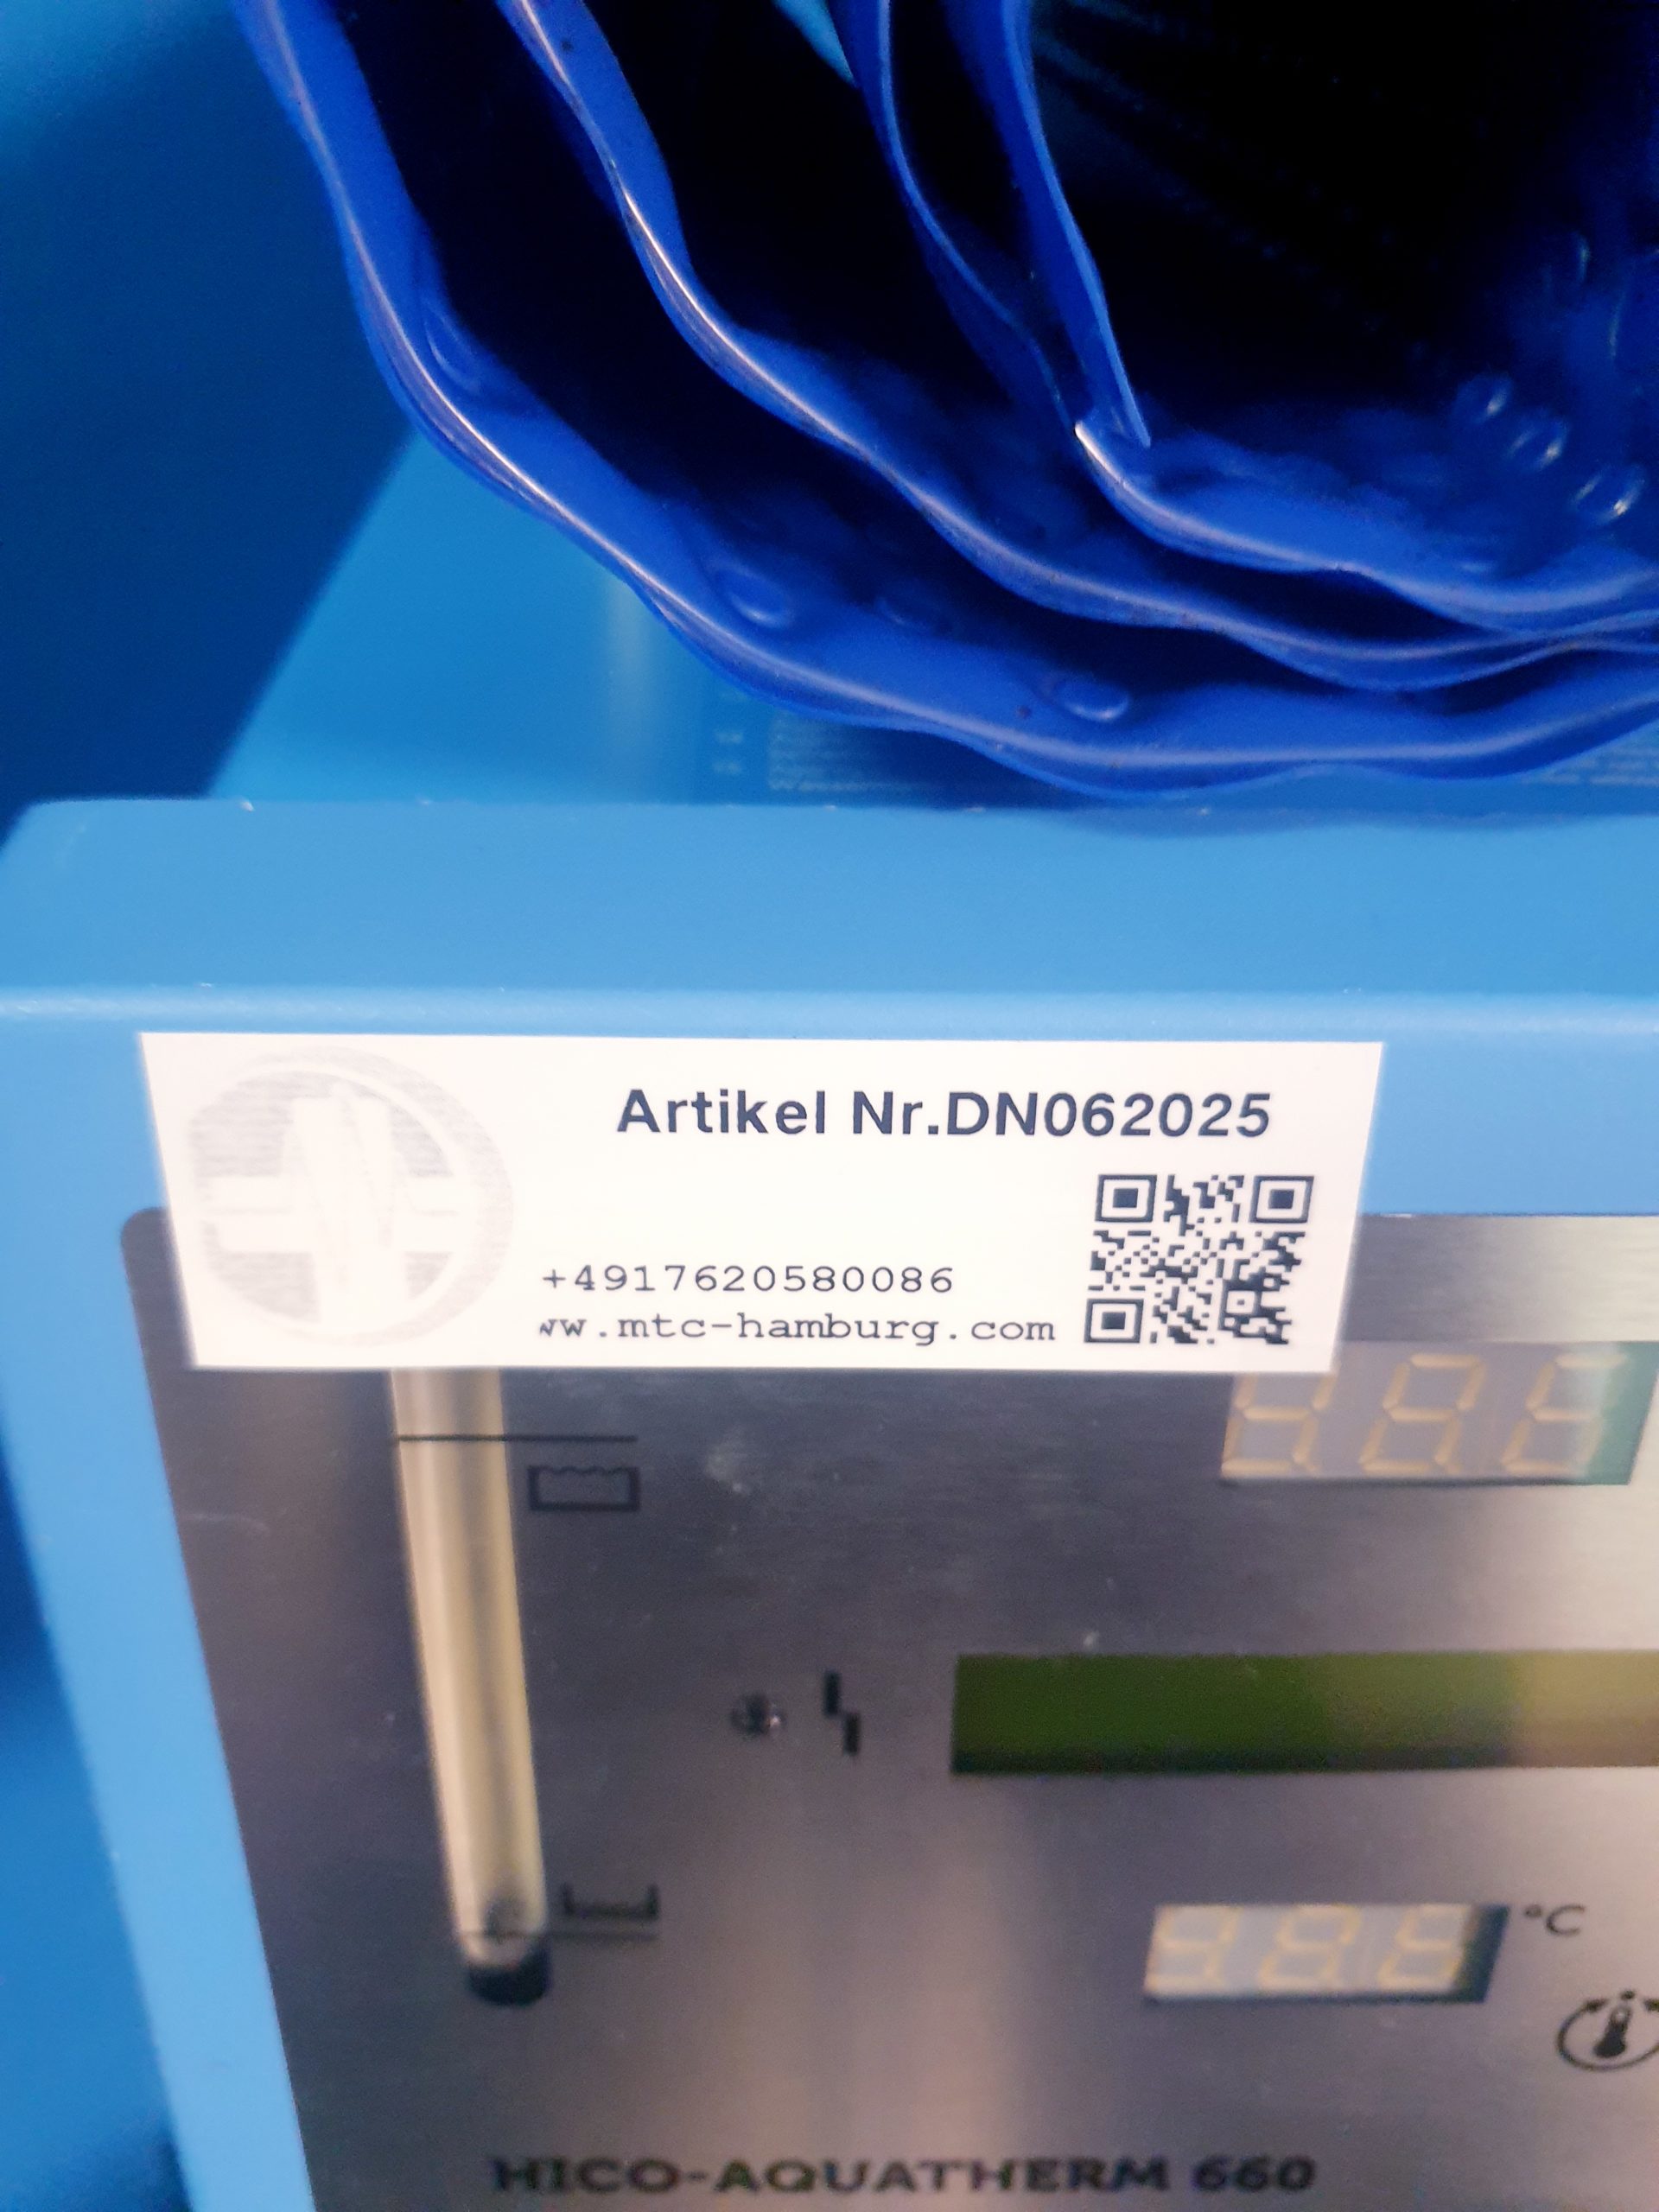 Artikel Nr.DN062025
+4917620580086
ww.mtc-hamburg.com
°C
HICO-AQUATHERM 660